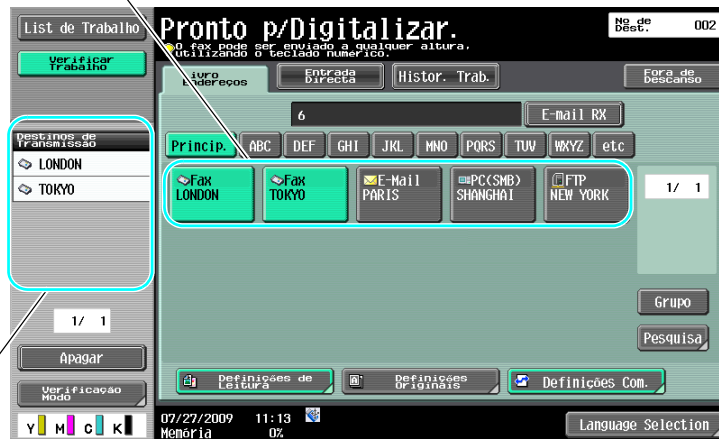 List de Trabalho
Verificar
Trabalho
Destinos de
Transmissão
LONDON
TOKYO
1/ 1
Apagar
Verificação
Modo
Y M C K
Pronto p/Digitalizar.
O fax pode ser enviado a qualquer altura,
utilizando o teclado numérico.
Nº de
Dest.
002
Livro
Endereços
Entrada
Directa
Histor. Trab.
Fora de
Descanso
6
E-mail RX
Princip. ABC DEF GHI JKL MNO PQRS TUV WXYZ etc
Fax
LONDON
Fax
TOKYO
E-Mail
PARIS
PC(SMB)
SHANGHAI
FTP
NEW YORK
1/ 1
Grupo
Pesquisa
Definições de
Leitura
Definições
Originais
Definições Com.
07/27/2009 11:13
Memória 0%
Language Selection